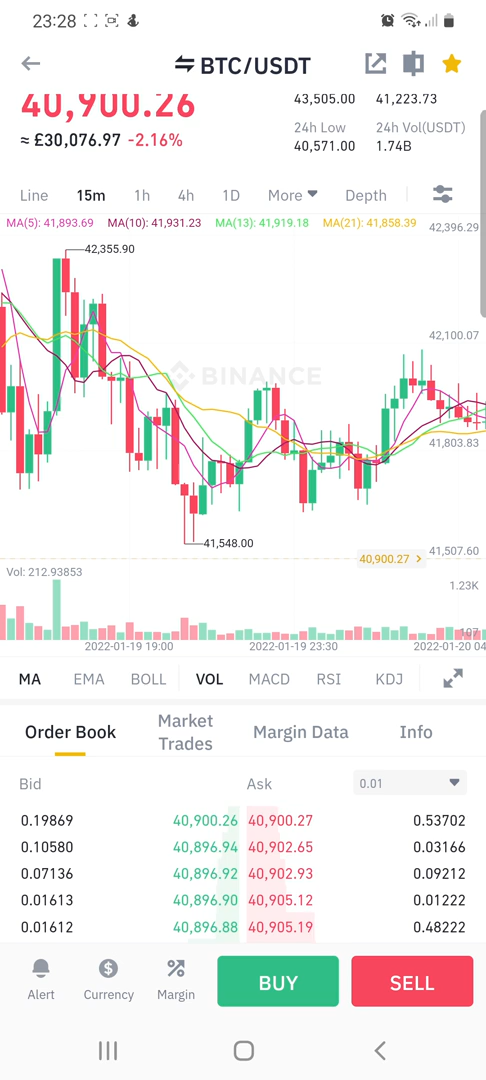 23:28
BTC/USDT
40,900.26
≈ £30,076.97 -2.16%
43,505.00 41,223.73
24h Low 24h Vol(USDT)
40,571.00 1.74B
Line 15m 1h 4h 1D More Depth
MA(5): 41,893.69 MA(10): 41,931.23 MA(13): 41,919.18 MA(21): 41,858.39
42,396.29
42,355.90
42,100.07
BINANCE
41,803.83
41,548.00
41,507.60
40,900.27
Vol: 212.93853
1.23K
107
2022-01-19 19:00 2022-01-19 23:30 2022-01-20 04
MA EMA BOLL VOL MACD RSI KDJ
Order Book Market Trades Margin Data Info
Bid Ask 0.01
0.19869 40,900.26 40,900.27 0.53702
0.10580 40,896.94 40,902.65 0.03166
0.07136 40,896.92 40,902.93 0.09212
0.01613 40,896.90 40,905.12 0.01222
0.01612 40,896.88 40,905.19 0.48222
Alert Currency Margin BUY SELL